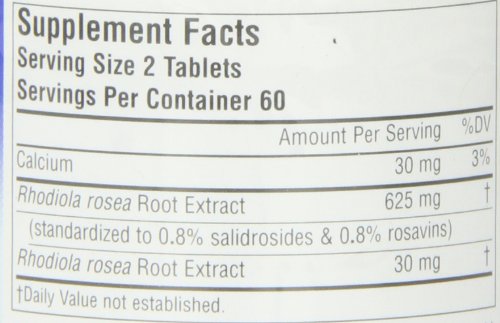 Supplement Facts
Serving Size 2 Tablets
Servings Per Container 60
Amount Per Serving %DV
Calcium 30 mg 3%
Rhodiola rosea Root Extract 625 mg †
(standardized to 0.8% salidrosides & 0.8% rosavins)
Rhodiola rosea Root Extract 30 mg †
†Daily Value not established.